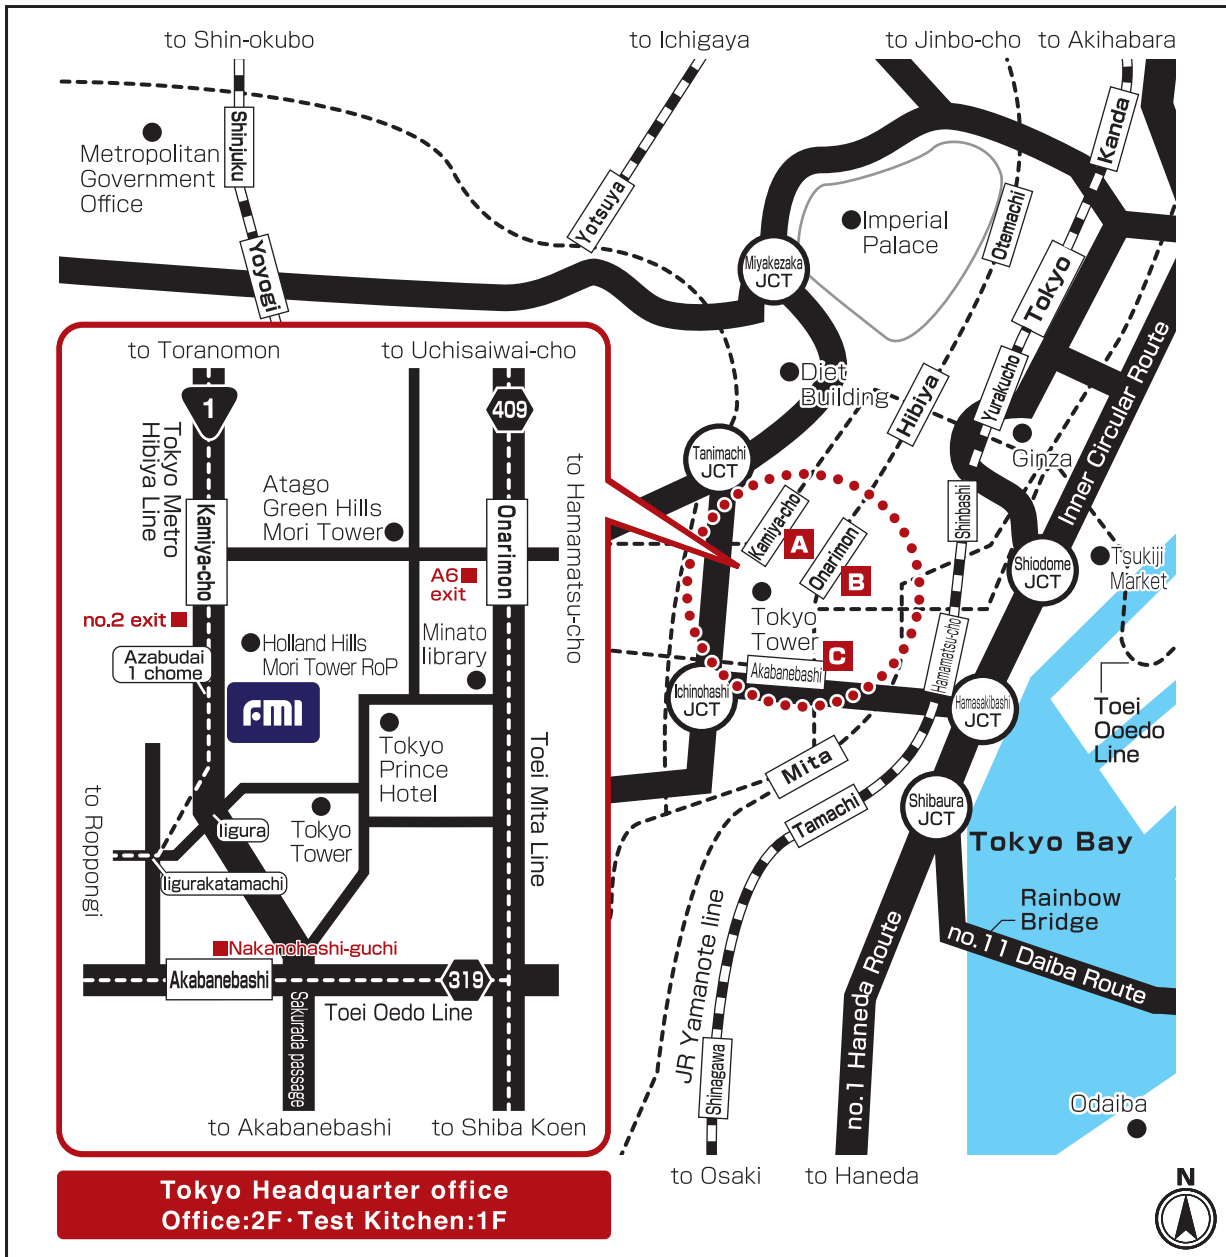 to Shin-okubo
to Ichigaya
to Jinbo-cho
to Akihabara
Shinjuku
Metropolitan
Government
Office
Yoyogi
Yotsuya
Kanda
Otemachi
Imperial
Palace
Miyakezaka
JCT
Tokyo
Inner Circular Route
Diet
Building
Hibiya
Yurakucho
Ginza
Tanimachi
JCT
Kamiya-cho
A
Onarimon
B
Shinbashi
Shiodome
JCT
Tsukiji
Market
Tokyo
Tower
C
Akabanebashi
Hamamatsu-cho
Ichinohashi
JCT
Hamasakibashi
JCT
Toei
Ooedo
Line
Mita
Tamachi
Shibaura
JCT
Tokyo Bay
Rainbow
Bridge
no.11 Daiba Route
no.1 Haneda Route
JR Yamanote line
Shinagawa
Odaiba
to Osaki
to Haneda
N
to Toranomon
to Uchisaiwai-cho
1
409
Tokyo Metro
Hibiya Line
Kamiya-cho
Atago
Green Hills
Mori Tower
Onarimon
to Hamamatsu-cho
A6
exit
no.2 exit
Holland Hills
Mori Tower RoP
Minato
library
Azabudai
1 chome
FMI
Tokyo
Prince
Hotel
Toei Mita Line
to Roppongi
Iigura
Tokyo
Tower
Iigurakatamachi
Nakanohashi-guchi
Akabanebashi
319
Toei Oedo Line
Sakurada passage
to Akabanebashi
to Shiba Koen
Tokyo Headquarter office
Office:2F･Test Kitchen:1F